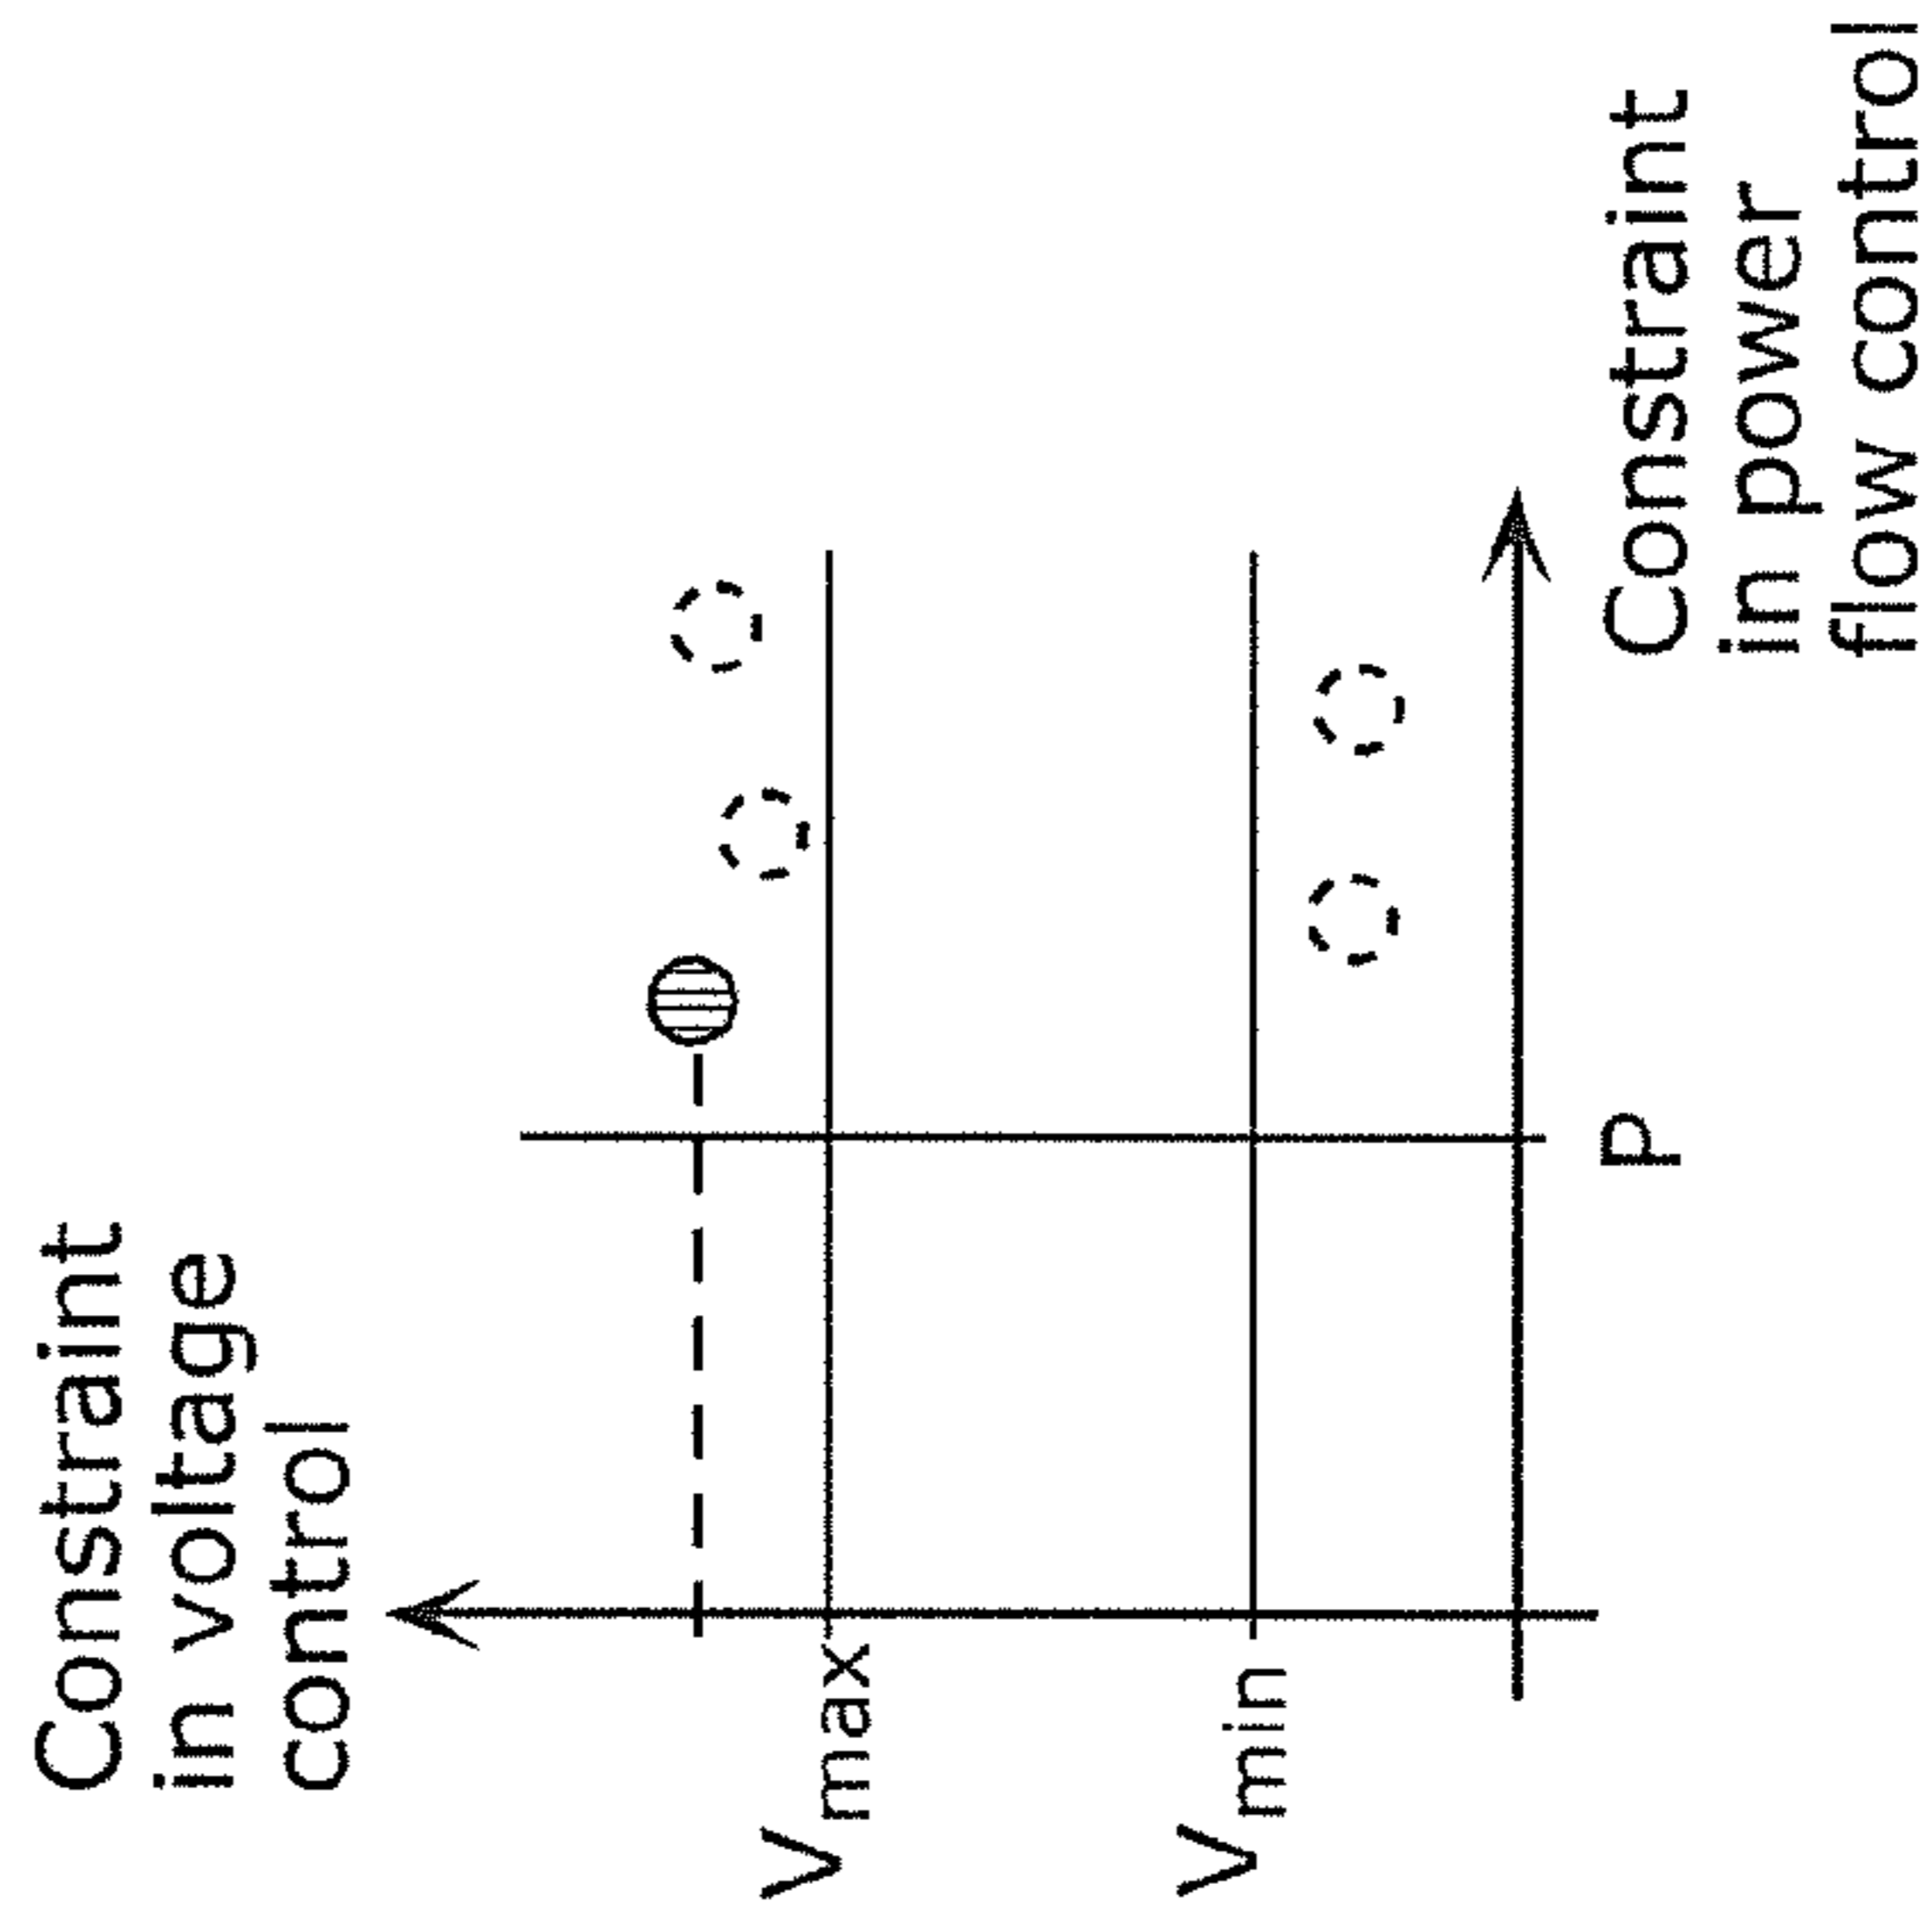 Constraint
in voltage
control
Vmax
Vmin
P
Constraint
in power
flow control